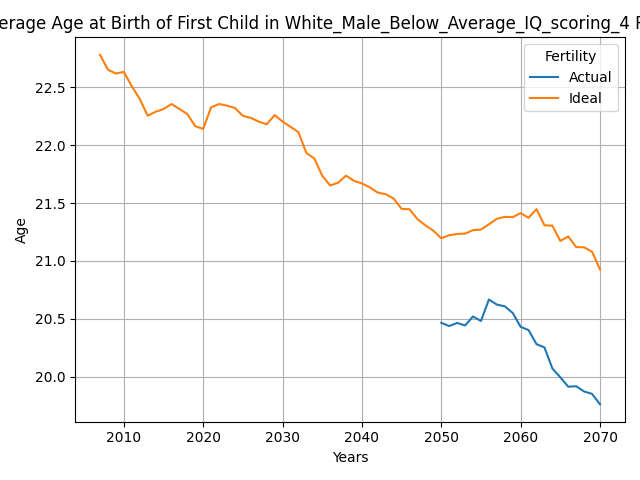 erage Age at Birth of First Child in White_Male_Below_Average_IQ_scoring_4
Fertility
Actual
Ideal
22.5
22.0
21.5
21.0
20.5
20.0
Age
2010 2020 2030 2040 2050 2060 2070
Years